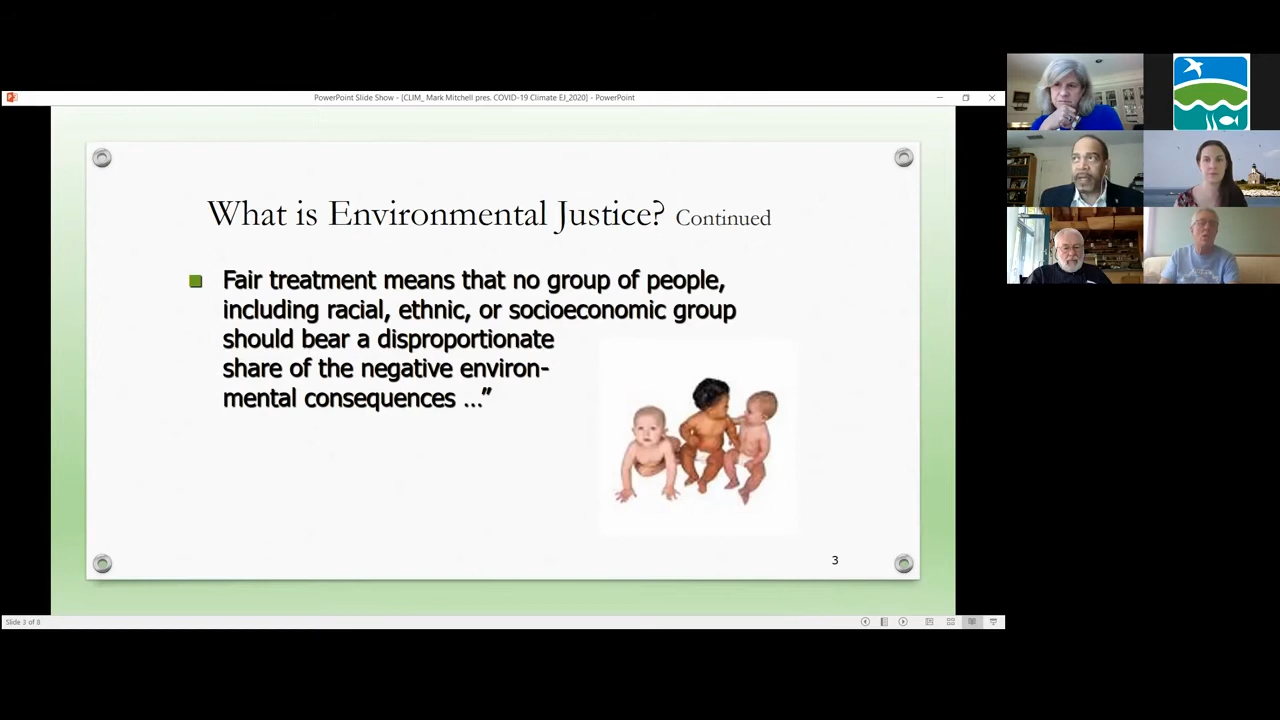 PowerPoint Slide Show - [CLIM_ Mark Mitchell pres. COVID-19 Climate EJ_2020] - PowerPoint
What is Environmental Justice? Continued
Fair treatment means that no group of people,
including racial, ethnic, or socioeconomic group
should bear a disproportionate
share of the negative environ-
mental consequences ...”
3
Slide 3 of 8